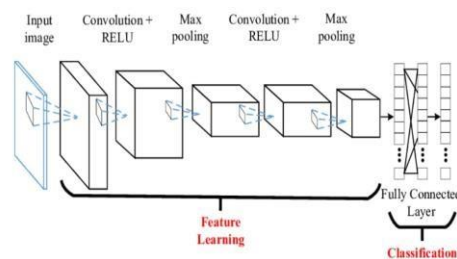 Input
image
Convolution +
RELU
Max
pooling
Convolution +
RELU
Max
pooling
Fully Connected
Layer
Feature
Learning
Classification